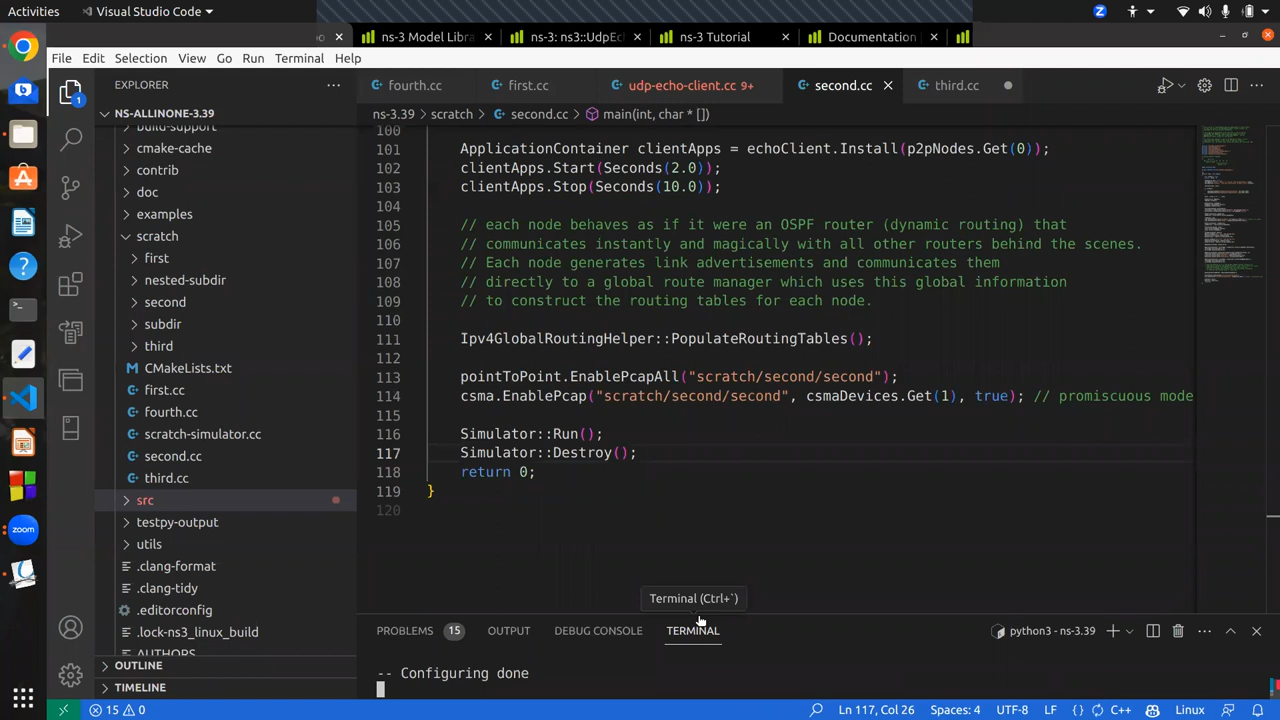 Activities
Visual Studio Code
ns-3 Model Libra
ns-3: ns3::UdpEc
ns-3 Tutorial
Documentation
File Edit Selection View Go Run Terminal Help
EXPLORER
fourth.cc
first.cc
udp-echo-client.cc 9+
second.cc
third.cc
1
NS-ALLINONE-3.39
ns-3.39 > scratch > second.cc > main(int, char * [])
build-support
cmake-cache
contrib
doc
examples
scratch
first
nested-subdir
second
subdir
third
CMakeLists.txt
first.cc
fourth.cc
scratch-simulator.cc
second.cc
third.cc
src
testpy-output
utils
.clang-format
.clang-tidy
.editorconfig
.lock-ns3_linux_build
AUTHORS
OUTLINE
TIMELINE
100
101 ApplicationContainer clientApps = echoClient.Install(p2pNodes.Get(0));
102 clientApps.Start(Seconds(2.0));
103 clientApps.Stop(Seconds(10.0));
104
105 // each node behaves as if it were an OSPF router (dynamic routing) that
106 // communicates instantly and magically with all other routers behind the scenes.
107 // Each node generates link advertisements and communicates them
108 // directly to a global route manager which uses this global information
109 // to construct the routing tables for each node.
110
111 Ipv4GlobalRoutingHelper::PopulateRoutingTables();
112
113 pointToPoint.EnablePcapAll("scratch/second/second");
114 csma.EnablePcap("scratch/second/second", csmaDevices.Get(1), true); // promiscuous mode
115
116 Simulator::Run();
117 Simulator::Destroy();
118 return 0;
119 }
120
Terminal (Ctrl+`)
PROBLEMS 15 OUTPUT DEBUG CONSOLE TERMINAL
python3 - ns-3.39
-- Configuring done
zoom
15 0
Ln 117, Col 26 Spaces: 4 UTF-8 LF {} C++ Linux